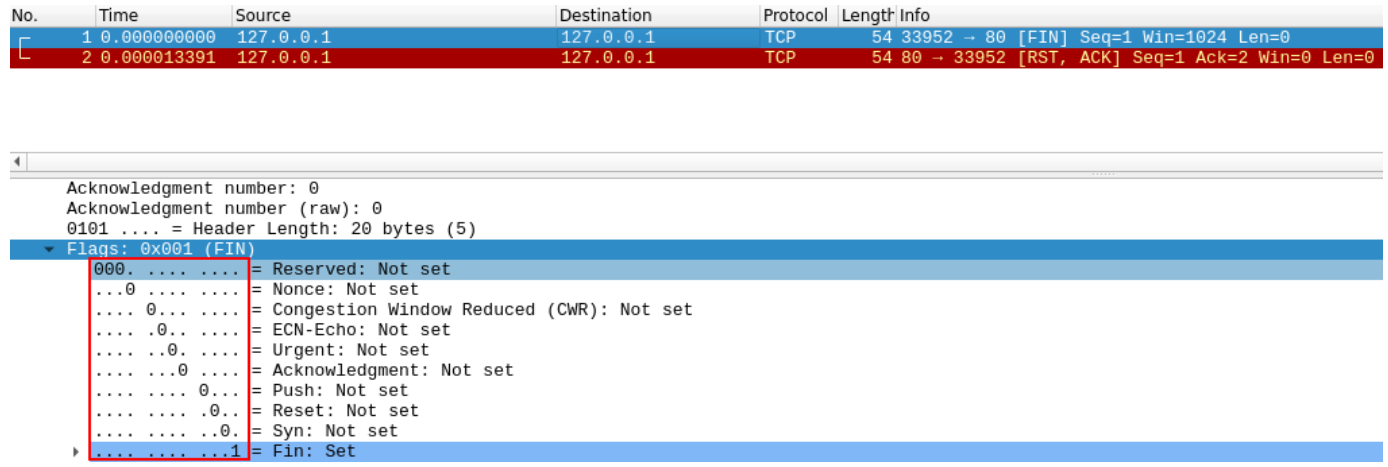 No. Time Source Destination Protocol Length Info
1 0.000000000 127.0.0.1 127.0.0.1 TCP 54 33952 → 80 [FIN] Seq=1 Win=1024 Len=0
2 0.000013391 127.0.0.1 127.0.0.1 TCP 54 80 → 33952 [RST, ACK] Seq=1 Ack=2 Win=0 Len=0
Acknowledgment number: 0
Acknowledgment number (raw): 0
0101 .... = Header Length: 20 bytes (5)
Flags: 0x001 (FIN)
000. .... .... = Reserved: Not set
...0 .... .... = Nonce: Not set
.... 0... .... = Congestion Window Reduced (CWR): Not set
.... .0.. .... = ECN-Echo: Not set
.... ..0. .... = Urgent: Not set
.... ...0 .... = Acknowledgment: Not set
.... .... 0... = Push: Not set
.... .... .0.. = Reset: Not set
.... .... ..0. = Syn: Not set
.... .... ...1 = Fin: Set